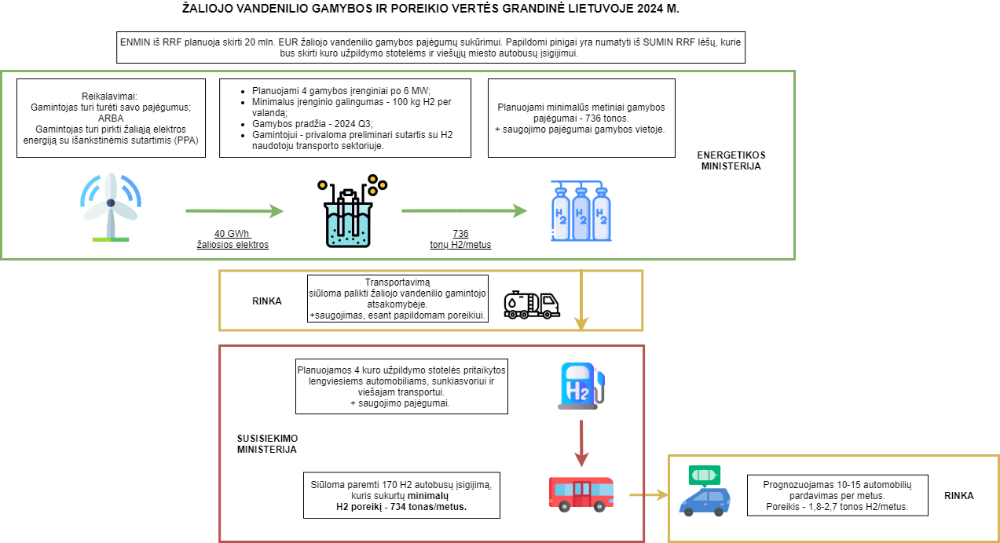 ŽALIOJO VANDENILIO GAMYBOS IR POREIKIO VERTĖS GRANDINĖ LIETUVOJE 2024 M.
ENMIN iš RRF planuoja skirti 20 mln. EUR žaliojo vandenilio gamybos pajėgumų sukūrimui. Papildomi pinigai yra numatyti iš SUMIN RRF lėšų, kurie
bus skirti kuro užpildymo stotelėms ir viešųjų miesto autobusų įsigijimui.
Reikalavimai:
Gamintojas turi turėti savo pajėgumus;
ARBA
Gamintojas turi pirkti žaliąją elektros
energiją su išankstinėmis sutartimis (PPA)
• Planuojami 4 gamybos įrenginiai po 6 MW;
• Minimalus įrenginio galingumas - 100 kg H2 per
valandą;
• Gamybos pradžia - 2024 Q3;
• Gamintojui - privaloma preliminari sutartis su H2
naudotoju transporto sektoriuje.
Planuojami minimalūs metiniai gamybos
pajėgumai - 736 tonos.
+ saugojimo pajėgumai gamybos vietoje.
ENERGETIKOS
MINISTERIJA
H2
H2
H2
40 GWh
žaliosios elektros
736
tonų H2/metus
RINKA
Transportavimą
siūloma palikti žaliojo vandenilio gamintojo
atsakomybėje.
+saugojimas, esant papildomam poreikiui.
Planuojamos 4 kuro užpildymo stotelės pritaikytos
lengviesiems automobiliams, sunkiasvoriui ir
viešajam transportui.
+ saugojimo pajėgumai.
H2
SUSISIEKIMO
MINISTERIJA
Siūloma paremti 170 H2 autobusų įsigijimą,
kuris sukurtų minimalų
H2 poreikį - 734 tonas/metus.
Prognozuojamas 10-15 automobilių
pardavimas per metus.
Poreikis - 1,8-2,7 tonos H2/metus.
RINKA